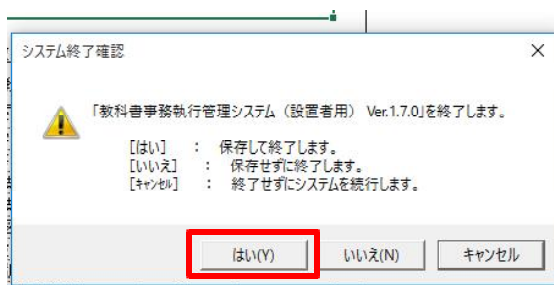 システム終了確認
「教科書事務執行管理システム（設置者用） Ver.1.7.0」を終了します。
[はい] ： 保存して終了します。
[いいえ] ： 保存せずに終了します。
[ｷｬﾝｾﾙ] ： 終了せずにシステムを続行します。
はい(Y) いいえ(N) キャンセル